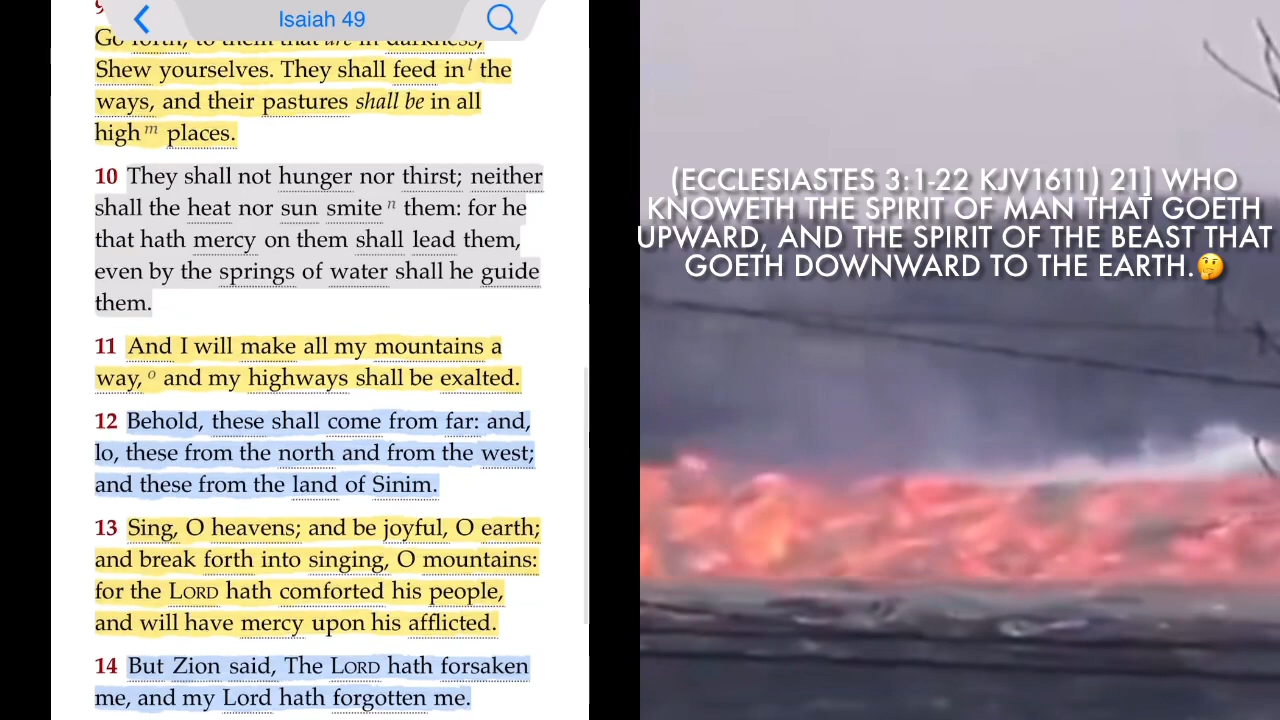 Isaiah 49
Go forth, to them that are in darkness,
Shew yourselves. They shall feed in l the
ways, and their pastures shall be in all
high m places.
10 They shall not hunger nor thirst; neither
shall the heat nor sun smite n them: for he
that hath mercy on them shall lead them,
even by the springs of water shall he guide
them.
11 And I will make all my mountains a
way, o and my highways shall be exalted.
12 Behold, these shall come from far: and,
lo, these from the north and from the west;
and these from the land of Sinim.
13 Sing, O heavens; and be joyful, O earth;
and break forth into singing, O mountains:
for the LORD hath comforted his people,
and will have mercy upon his afflicted.
14 But Zion said, The LORD hath forsaken
me, and my Lord hath forgotten me.
(ECCLESIASTES 3:1-22 KJV1611) 21] WHO
KNOWETH THE SPIRIT OF MAN THAT GOETH
UPWARD, AND THE SPIRIT OF THE BEAST THAT
GOETH DOWNWARD TO THE EARTH.🤔